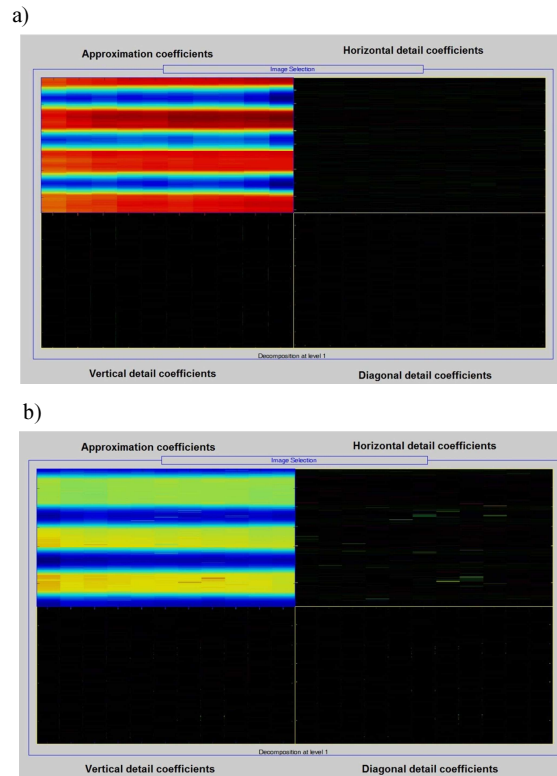 a)
Approximation coefficients Horizontal detail coefficients
Image Selection
Decomposition at level 1
Vertical detail coefficients Diagonal detail coefficients
b)
Approximation coefficients Horizontal detail coefficients
Image Selection
Decomposition at level 1
Vertical detail coefficients Diagonal detail coefficients